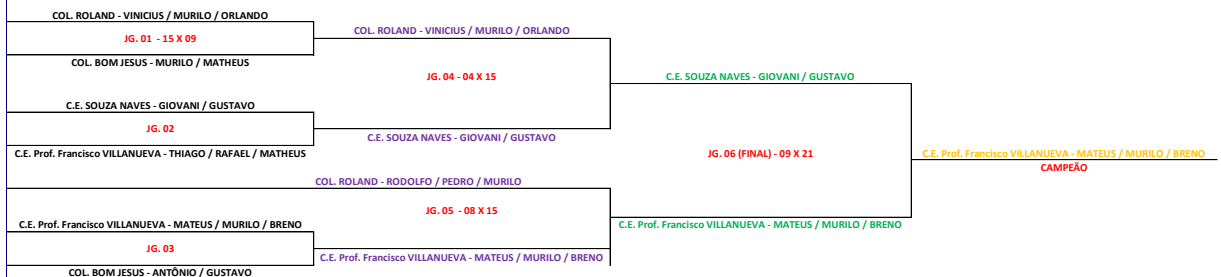 COL. ROLAND - VINICIUS / MURILO / ORLANDO
JG. 01 - 15 X 09
COL. BOM JESUS - MURILO / MATHEUS
COL. ROLAND - VINICIUS / MURILO / ORLANDO
JG. 04 - 04 X 15
C.E. SOUZA NAVES - GIOVANI / GUSTAVO
C.E. SOUZA NAVES - GIOVANI / GUSTAVO
JG. 02
C.E. Prof. Francisco VILLANUEVA - THIAGO / RAFAEL / MATHEUS
C.E. SOUZA NAVES - GIOVANI / GUSTAVO
JG. 06 (FINAL) - 09 X 21
C.E. Prof. Francisco VILLANUEVA - MATEUS / MURILO / BRENO
CAMPEÃO
COL. ROLAND - RODOLFO / PEDRO / MURILO
JG. 05 - 08 X 15
C.E. Prof. Francisco VILLANUEVA - MATEUS / MURILO / BRENO
C.E. Prof. Francisco VILLANUEVA - MATEUS / MURILO / BRENO
JG. 03
C.E. Prof. Francisco VILLANUEVA - MATEUS / MURILO / BRENO
COL. BOM JESUS - ANTÔNIO / GUSTAVO